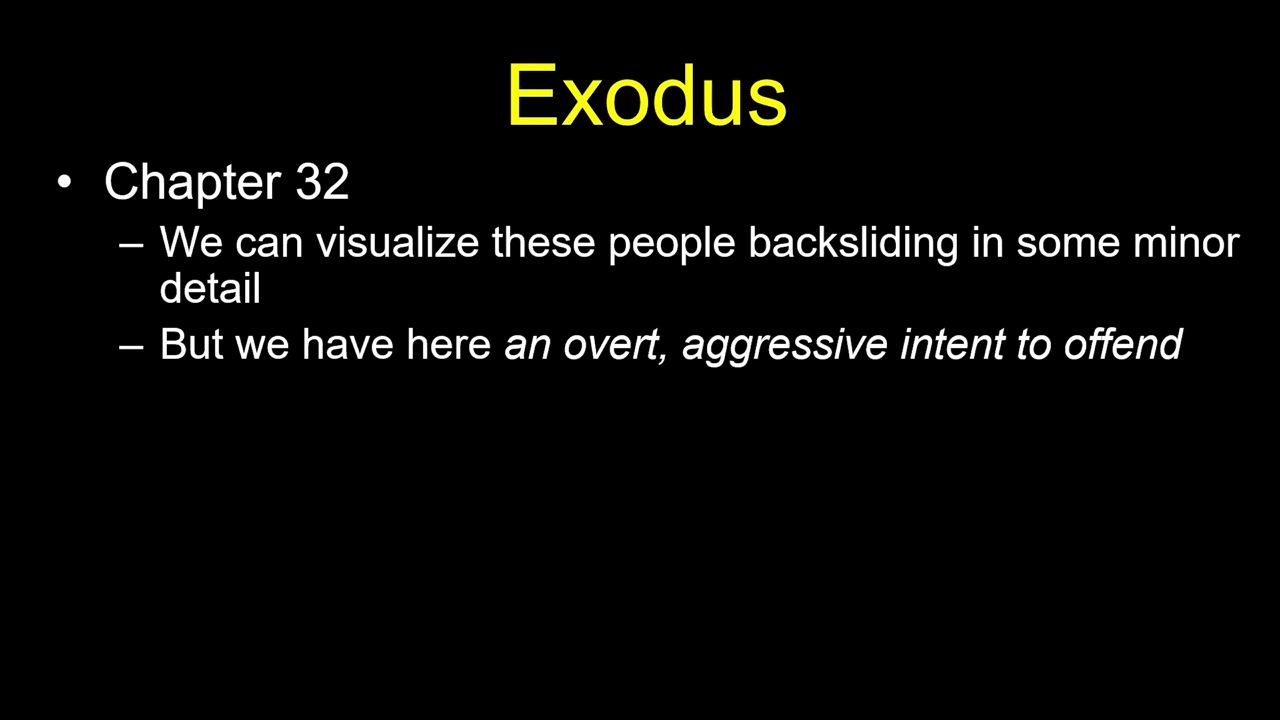 Exodus
• Chapter 32
– We can visualize these people backsliding in some minor
detail
– But we have here an overt, aggressive intent to offend